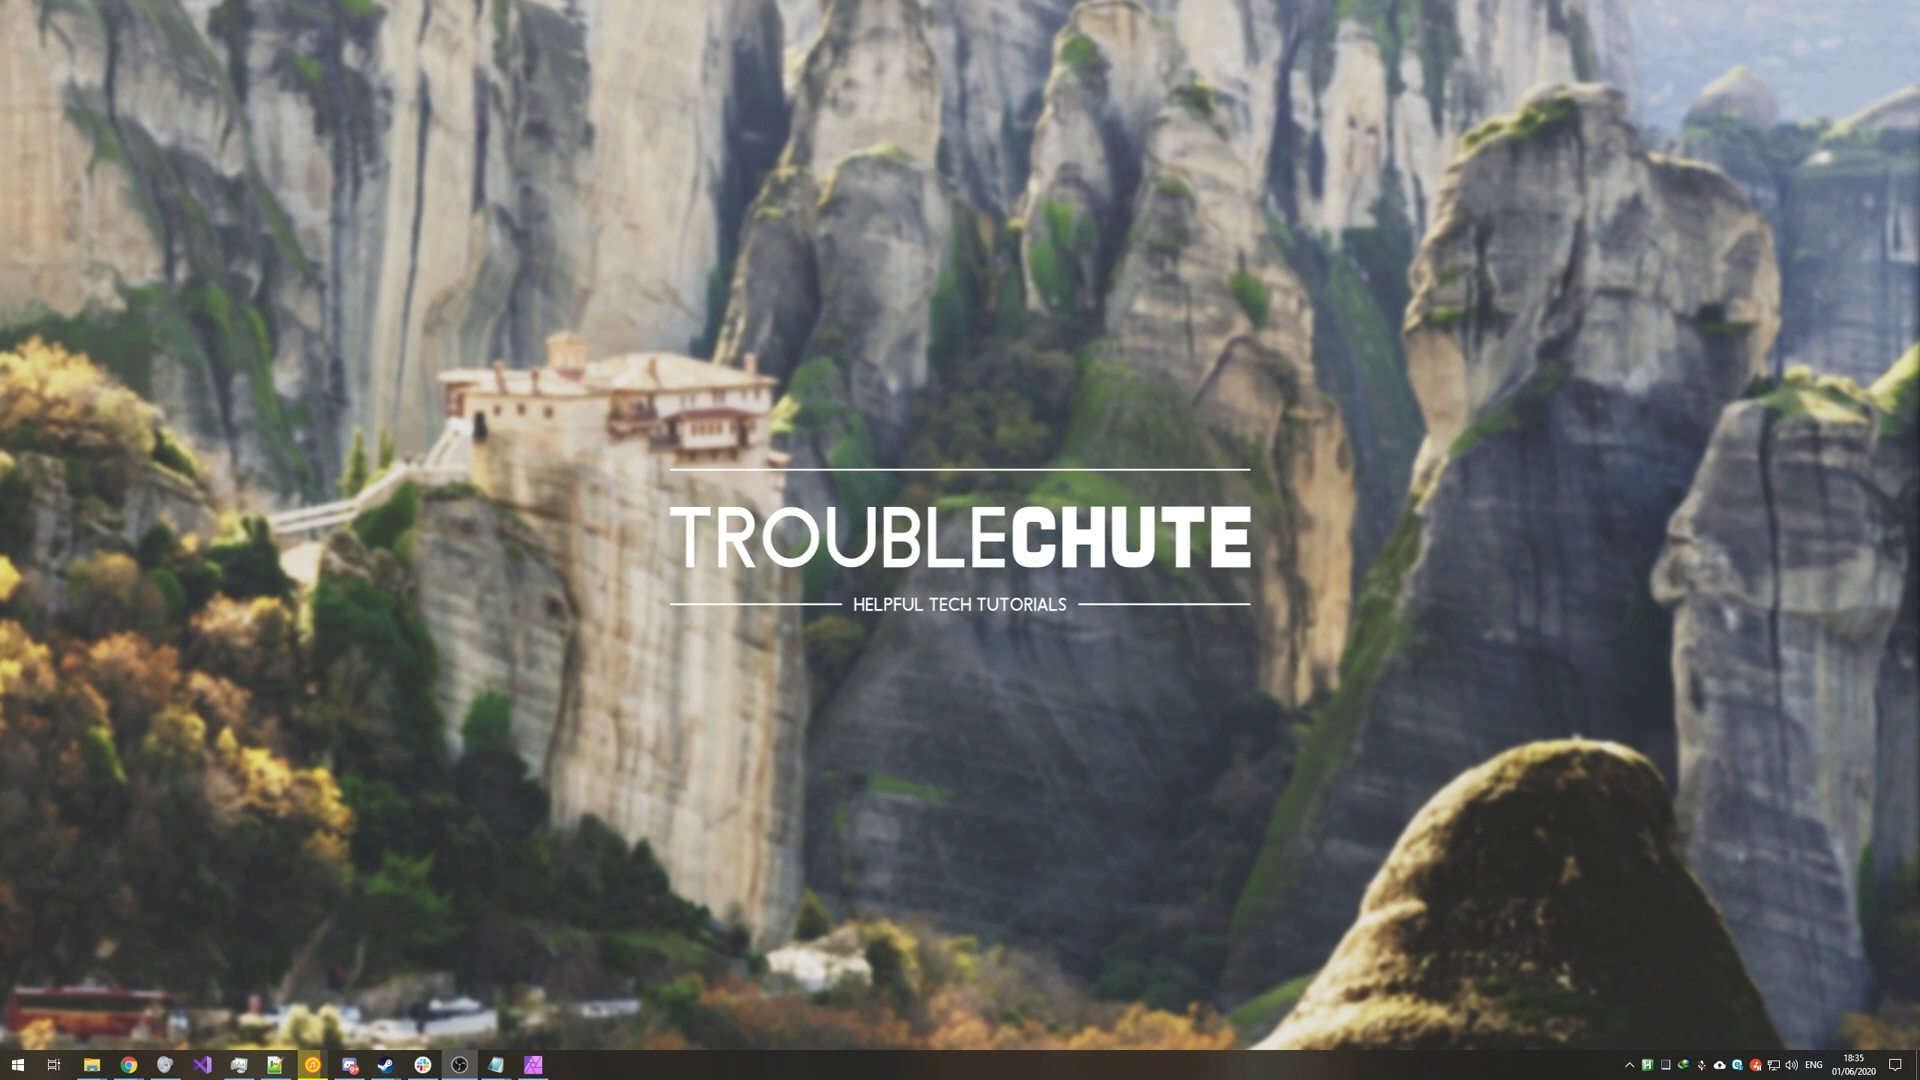 TROUBLECHUTE
HELPFUL TECH TUTORIALS
ENG
18:35
01/06/2020